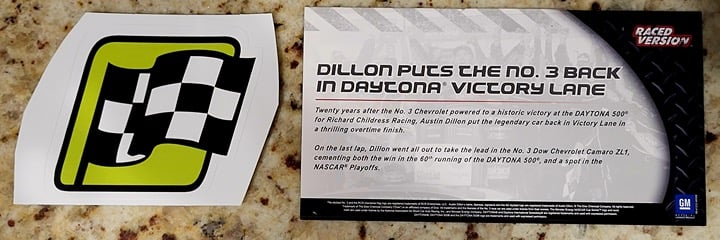 RACED
VERSION
DILLON PUTS THE NO. 3 BACK
IN DAYTONA® VICTORY LANE
Twenty years after the No. 3 Chevrolet powered to a historic victory at the DAYTONA 500®
for Richard Childress Racing, Austin Dillon put the legendary car back in Victory Lane in
a thrilling overtime finish.
On the last lap, Dillon went all out to take the lead in the No. 3 Dow Chevrolet Camaro ZL1,
cementing both the win in the 60th running of the DAYTONA 500®, and a spot in the
NASCAR® Playoffs.
GM